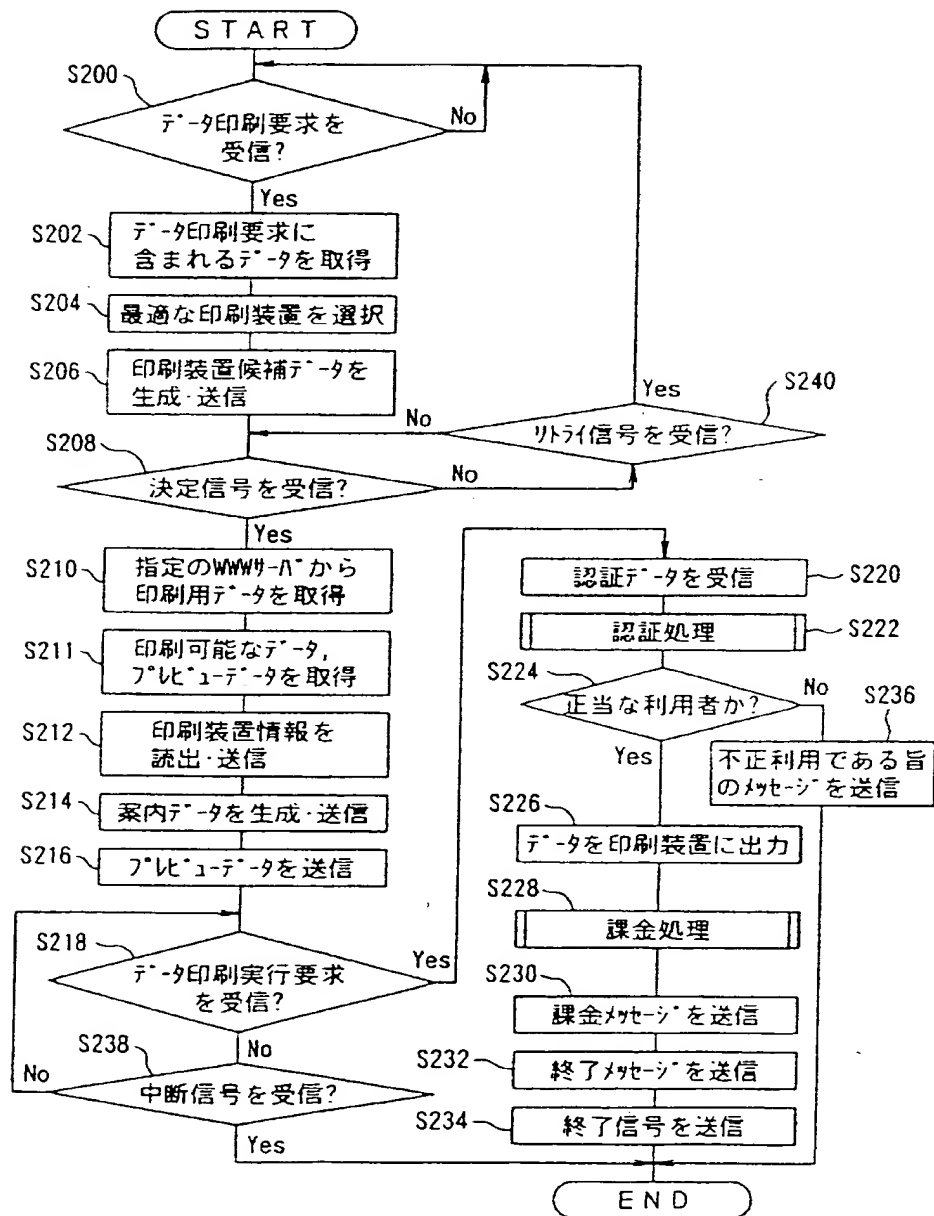 START
S200
データ印刷要求を
受信?
No
Yes
S202
データ印刷要求に
含まれるデータを取得
S204
最適な印刷装置を選択
S206
印刷装置候補データを
生成・送信
S240
リトライ信号を受信?
Yes
No
S208
決定信号を受信?
No
Yes
S210
指定のWWWサーバから
印刷用データを取得
S211
印刷可能なデータ,
プレビューデータを取得
S212
印刷装置情報を
読出・送信
S214
案内データを生成・送信
S216
プレビューデータを送信
S218
データ印刷実行要求
を受信?
Yes
No
S238
中断信号を受信?
No
Yes
認証データを受信
S220
認証処理
S222
S224
正当な利用者か?
No
Yes
S236
不正利用である旨
のメッセージを送信
S226
データを印刷装置に出力
S228
課金処理
S230
課金メッセージを送信
S232
終了メッセージを送信
S234
終了信号を送信
END